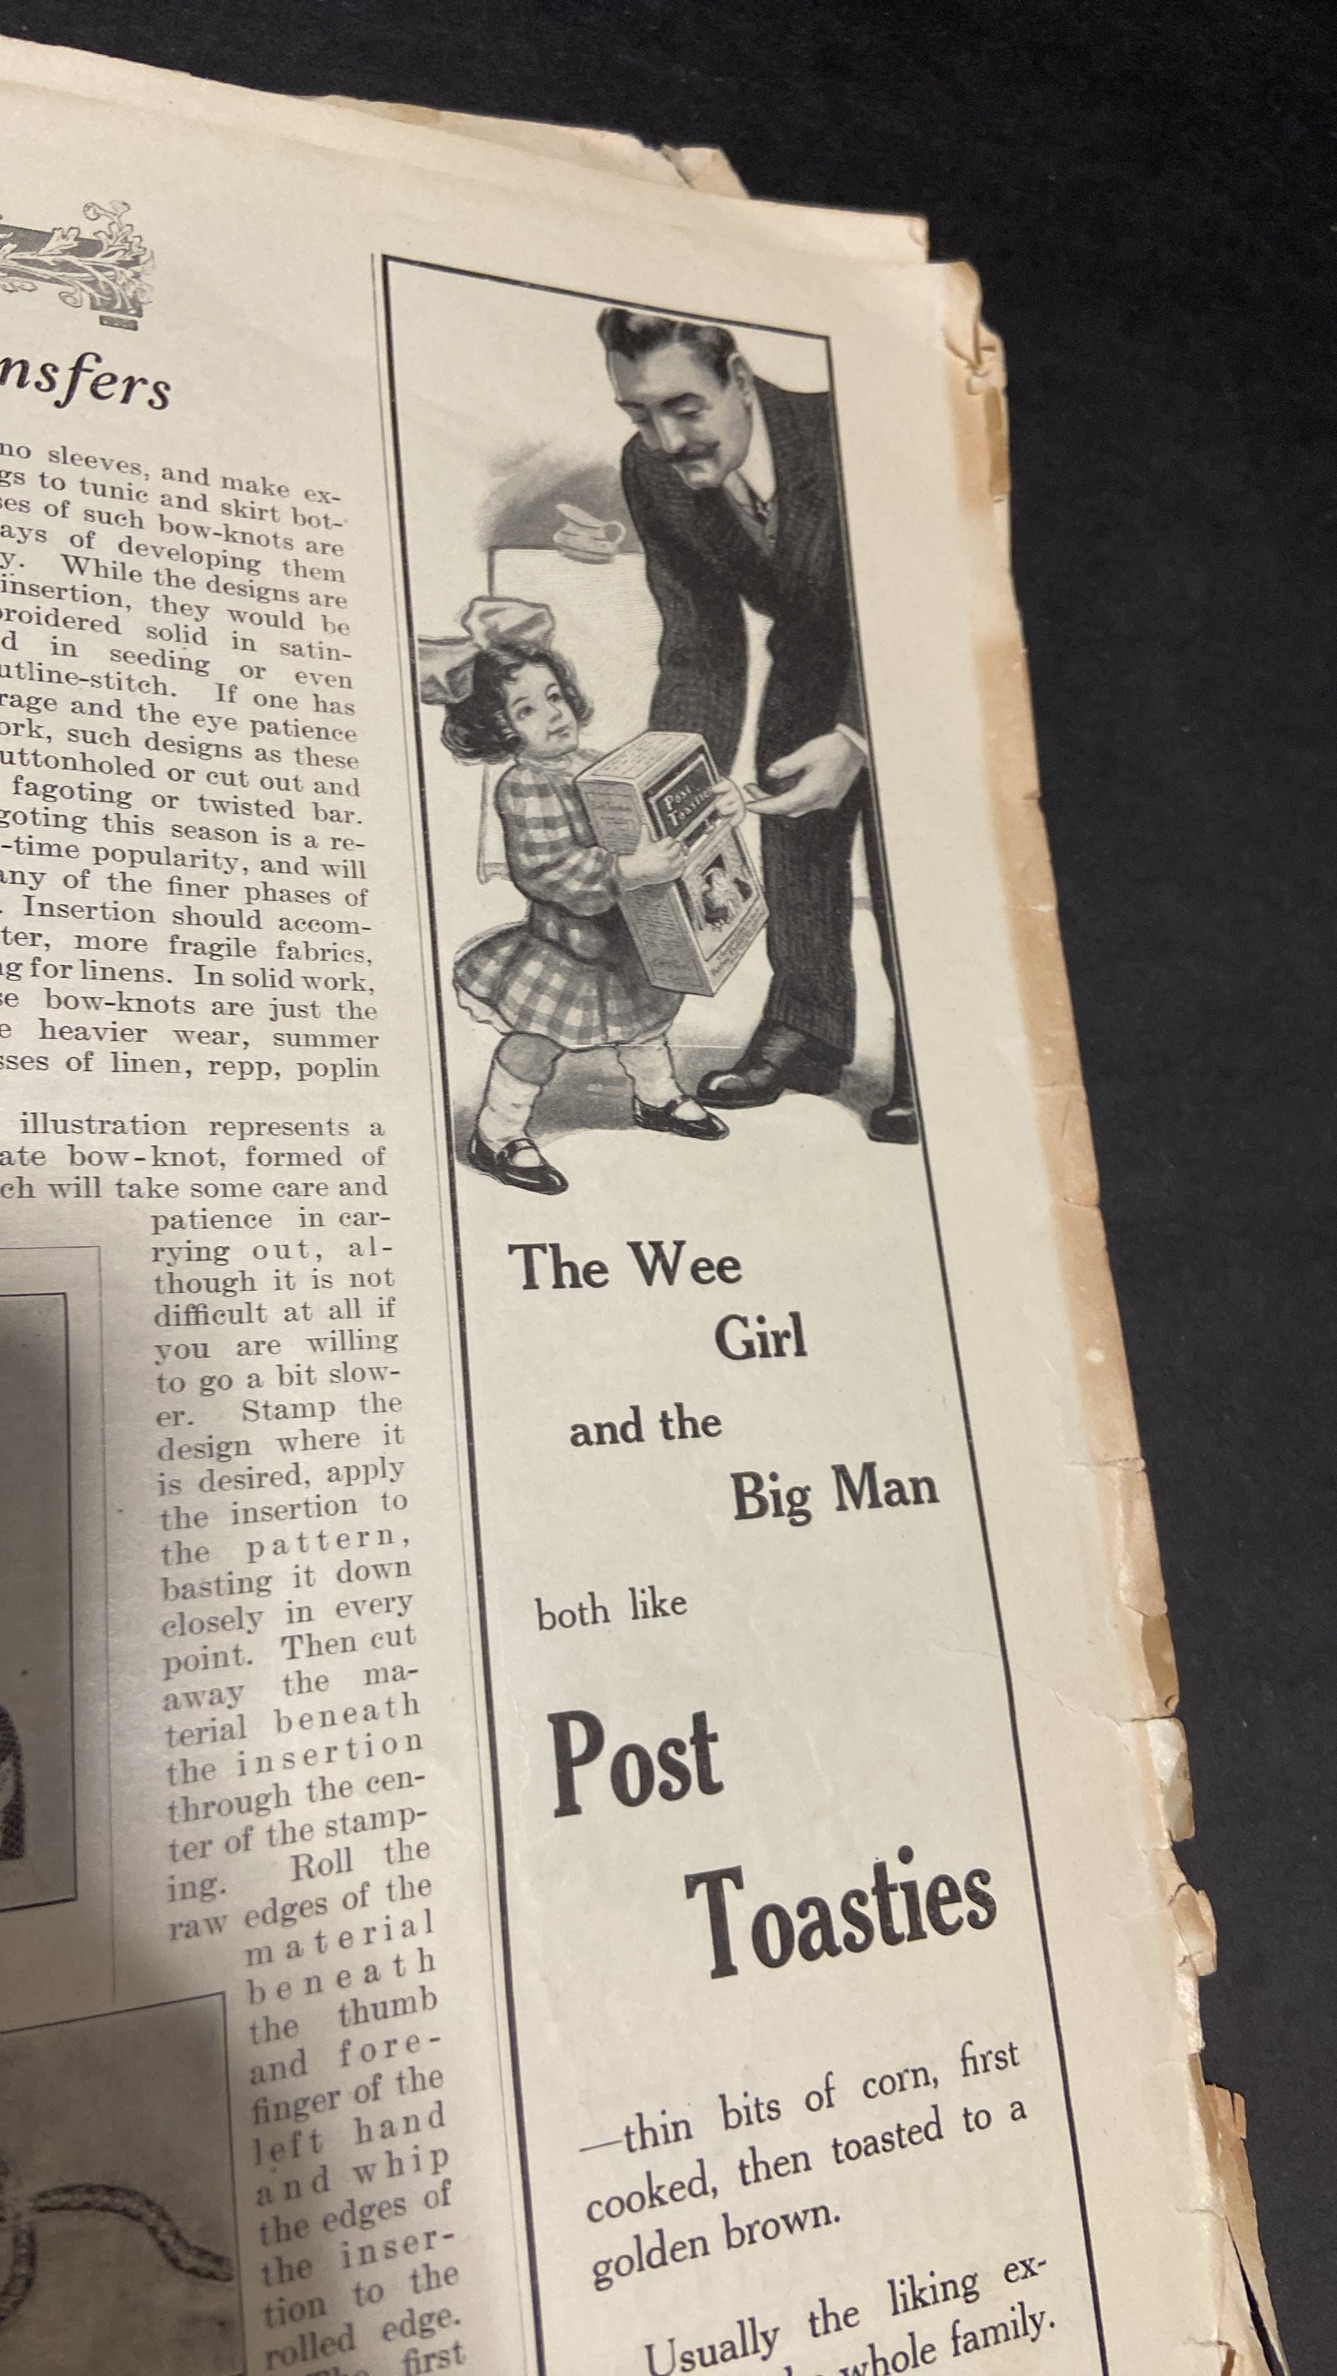 nsfers
no sleeves, and make ex-
gs to tunic and skirt bot-
ses of such bow-knots are
ays of developing them
y. While the designs are
insertion, they would be
broidered solid in satin-
d in seeding or even
utline-stitch. If one has
rage and the eye patience
ork, such designs as these
uttonholed or cut out and
fagoting or twisted bar.
goting this season is a re-
-time popularity, and will
any of the finer phases of
. Insertion should accom-
ter, more fragile fabrics,
ng for linens. In solid work,
se bow-knots are just the
e heavier wear, summer
sses of linen, repp, poplin
illustration represents a
ate bow-knot, formed of
ch will take some care and
patience in car-
rying out, al-
though it is not
difficult at all if
you are willing
to go a bit slow-
er. Stamp the
design where it
is desired, apply
the insertion to
the pattern,
basting it down
closely in every
point. Then cut
away the ma-
terial beneath
the insertion
through the cen-
ter of the stamp-
ing. Roll the
raw edges of the
material
beneath
the thumb
and fore-
finger of the
left hand
and whip
the edges of
the inser-
tion to the
rolled edge.
first
Post
Toasties
The Wee
Girl
and the
Big Man
both like
Post
Toasties
—thin bits of corn, first
cooked, then toasted to a
golden brown.
Usually the liking ex-
whole family.